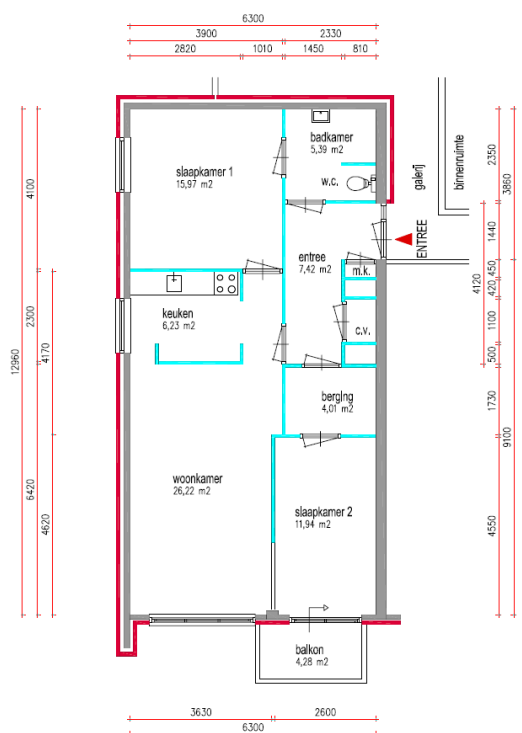 6300
3900 2330
2820 1010 1450 810
badkamer
5,39 m2
slaapkamer 1
15,97 m2
w.c.
galerij
binnenruimte
ENTREE
entree
7,42 m2
m.k.
keuken
6,23 m2
c.v.
berging
4,01 m2
woonkamer
26,22 m2
slaapkamer 2
11,94 m2
balkon
4,28 m2
12960
4100
2300
6420
4170
4620
2350
3860
1440
450
4120
420
1100
500
1730
9100
4550
3630 2600
6300